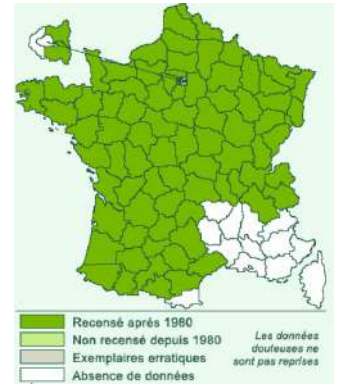 Recensé après 1980
Non recensé depuis 1980
Exemplaires erratiques
Absence de données
Les données
douteuses ne
sont pas reprises